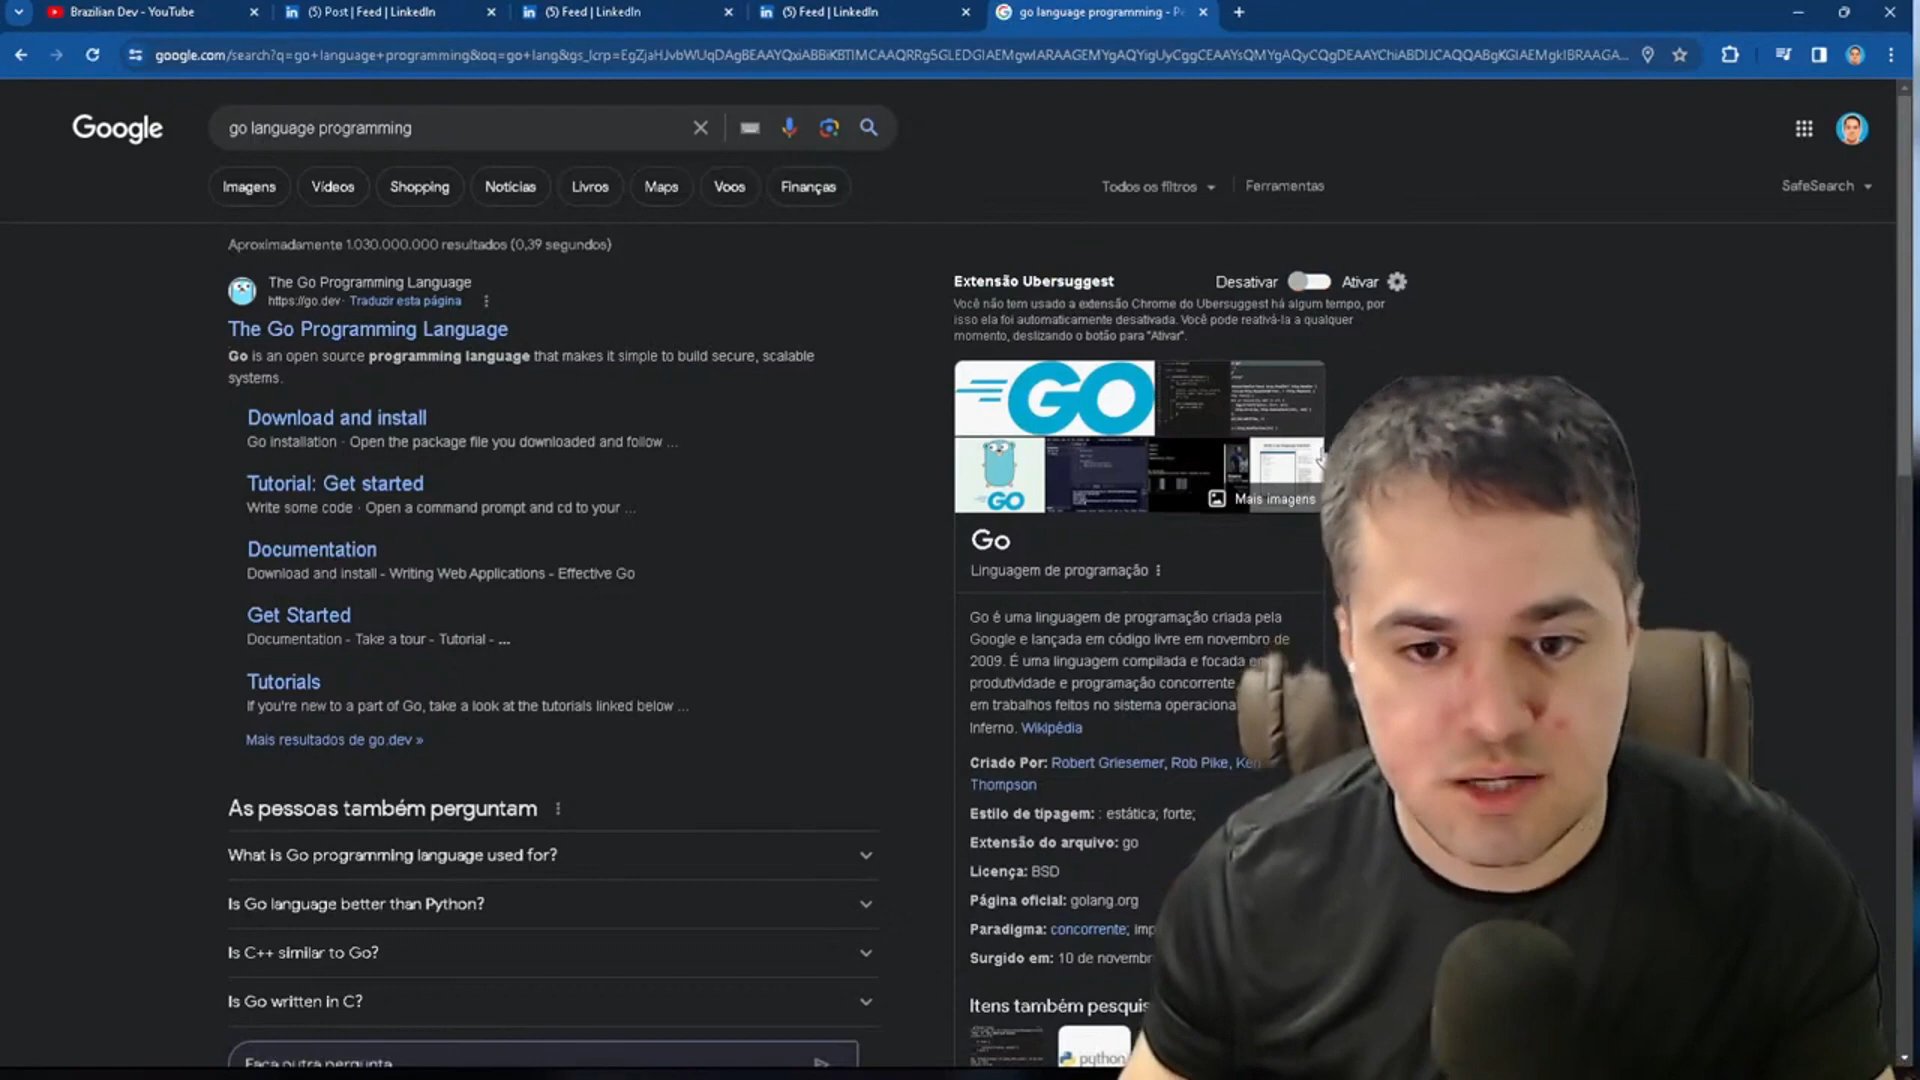 Brazilian Dev - YouTube
(5) Post | Feed | LinkedIn
(5) Feed | LinkedIn
(5) Feed | LinkedIn
go language programming - Pe
Google
go language programming
Imagens
Vídeos
Shopping
Notícias
Livros
Maps
Voos
Finanças
Todos os filtros
Ferramentas
SafeSearch
Aproximadamente 1.030.000.000 resultados (0,39 segundos)
The Go Programming Language
https://go.dev · Traduzir esta página
The Go Programming Language
Go is an open source programming language that makes it simple to build secure, scalable
systems.
Download and install
Go installation · Open the package file you downloaded and follow ...
Tutorial: Get started
Write some code · Open a command prompt and cd to your ...
Documentation
Download and install - Writing Web Applications - Effective Go
Get Started
Documentation - Take a tour - Tutorial - ...
Tutorials
If you're new to a part of Go, take a look at the tutorials linked below ...
Mais resultados de go.dev »
As pessoas também perguntam
What is Go programming language used for?
Is Go language better than Python?
Is C++ similar to Go?
Is Go written in C?
Faça outra pergunta
Extensão Ubersuggest
Desativar
Ativar
Você não tem usado a extensão Chrome do Ubersuggest há algum tempo, por
isso ela foi automaticamente desativada. Você pode reativá-la a qualquer
momento, deslizando o botão para "Ativar".
GO
GO
Mais imagens
Go
Linguagem de programação
Go é uma linguagem de programação criada pela
Google e lançada em código livre em novembro de
2009. É uma linguagem compilada e focada e
produtividade e programação concorrente
em trabalhos feitos no sistema operaciona
Inferno. Wikipédia
Criado Por: Robert Griesemer, Rob Pike, Ke
Thompson
Estilo de tipagem: : estática; forte;
Extensão do arquivo: go
Licença: BSD
Página oficial: golang.org
Paradigma: concorrente; imp
Surgido em: 10 de novembr
Itens também pesquis
python